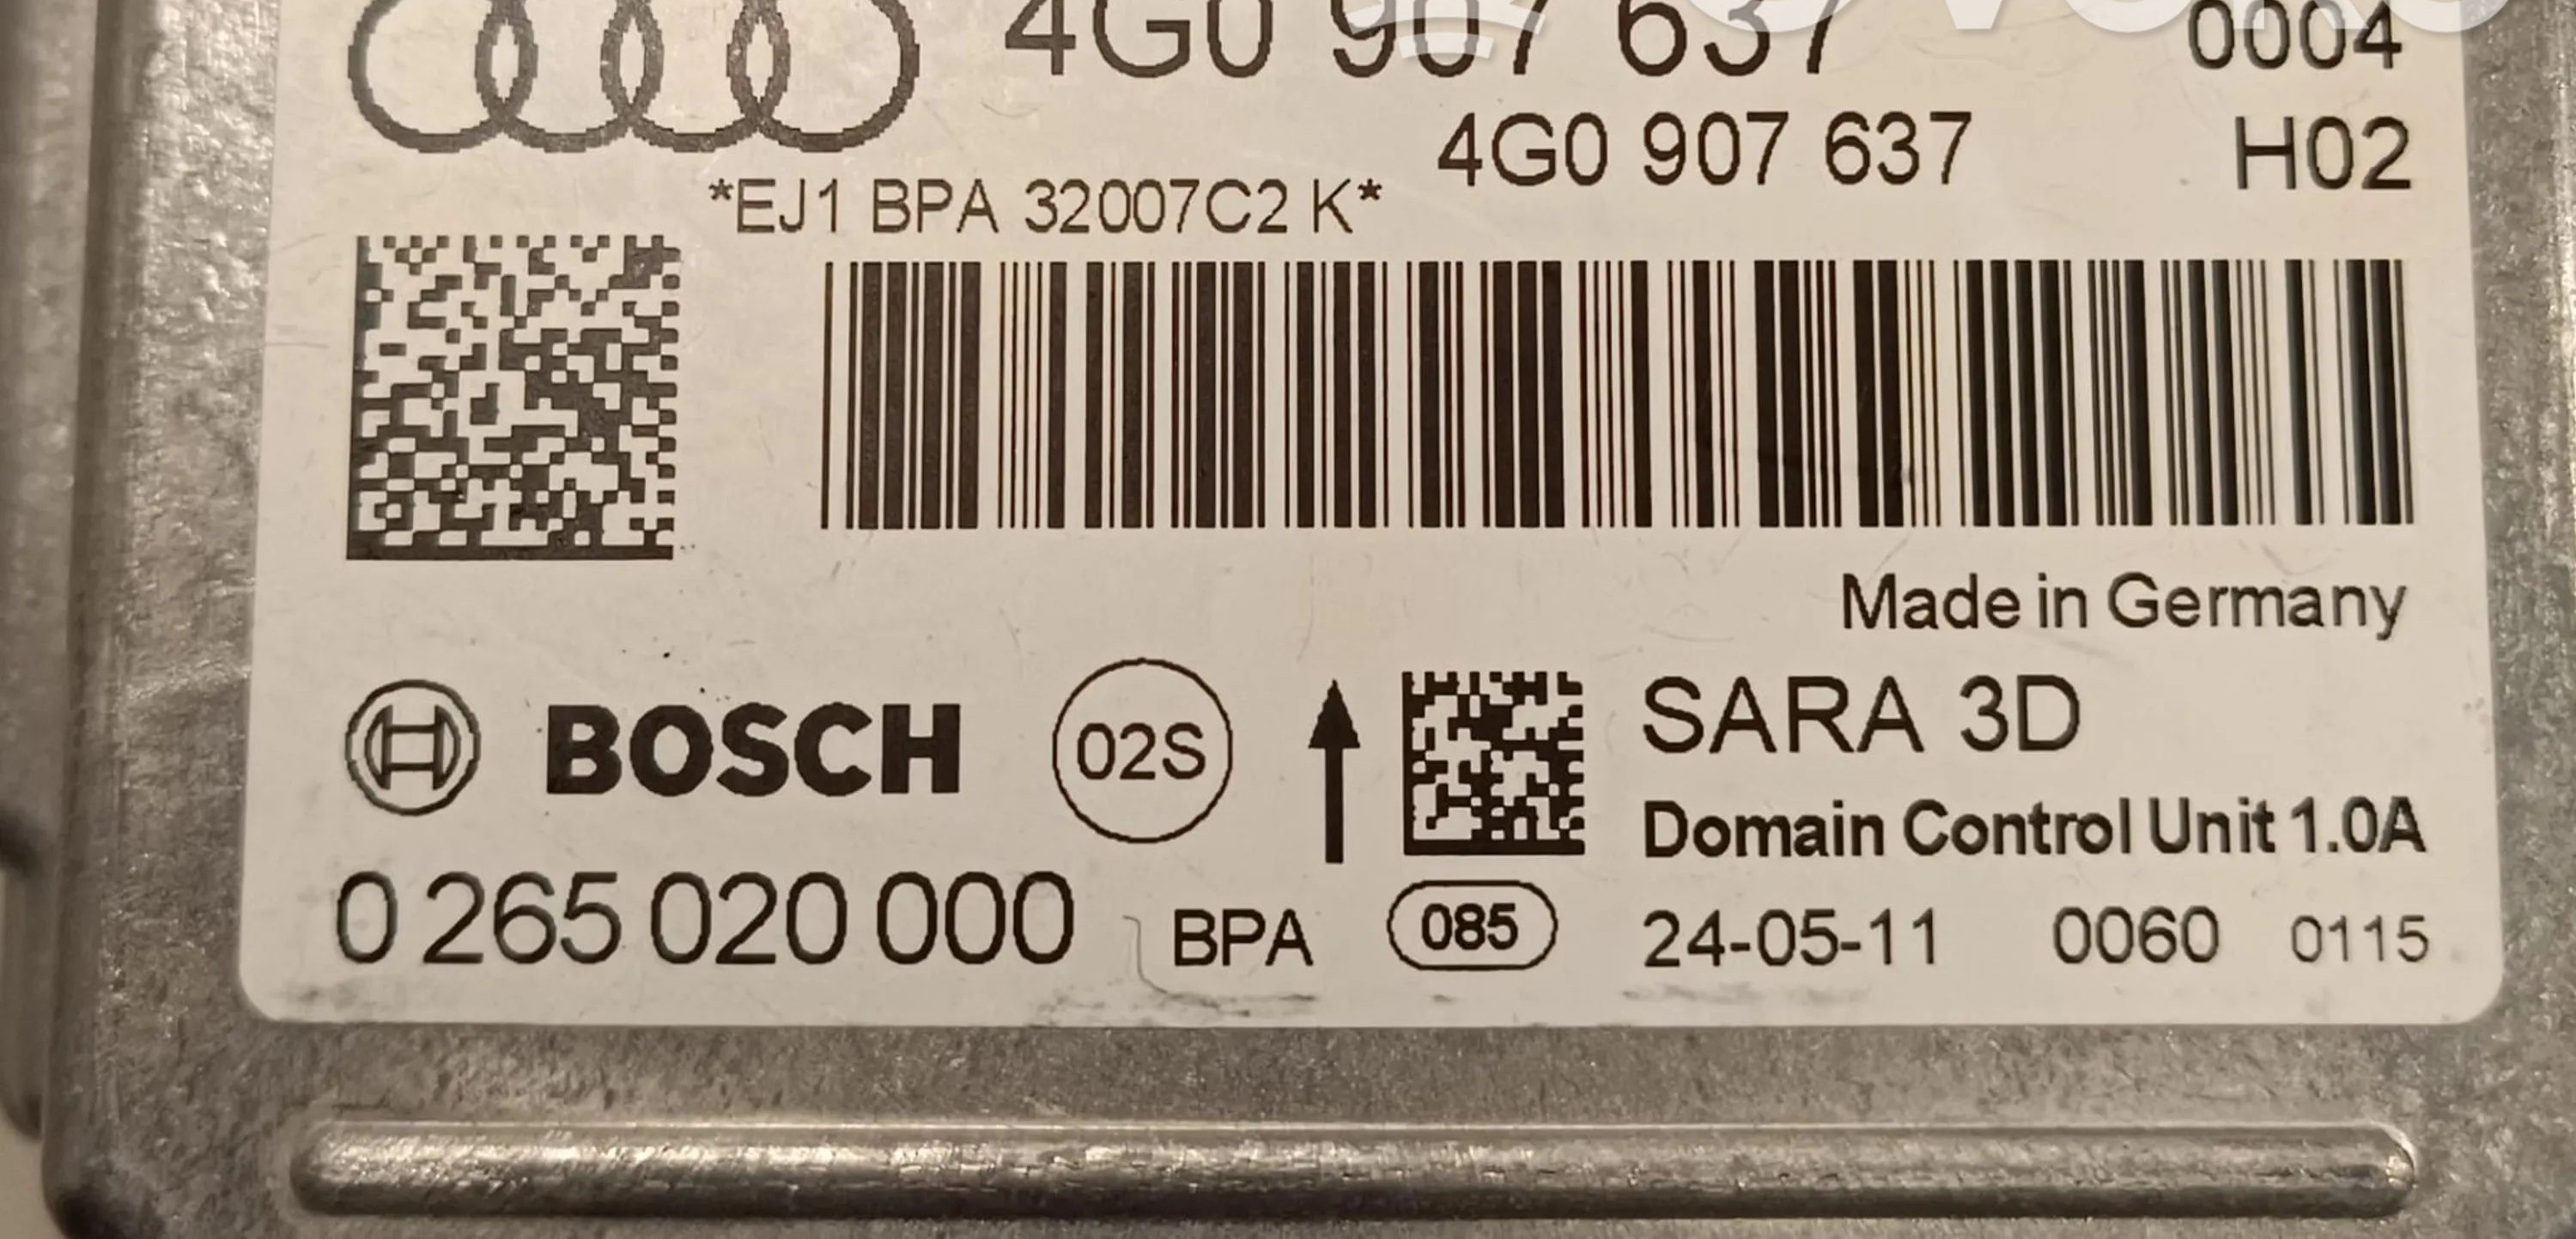 4G0 907 637 0004
4G0 907 637 H02
*EJ1 BPA 32007C2 K*
Made in Germany
BOSCH 02S SARA 3D
Domain Control Unit 1.0A
0 265 020 000 BPA 085 24-05-11 0060 0115